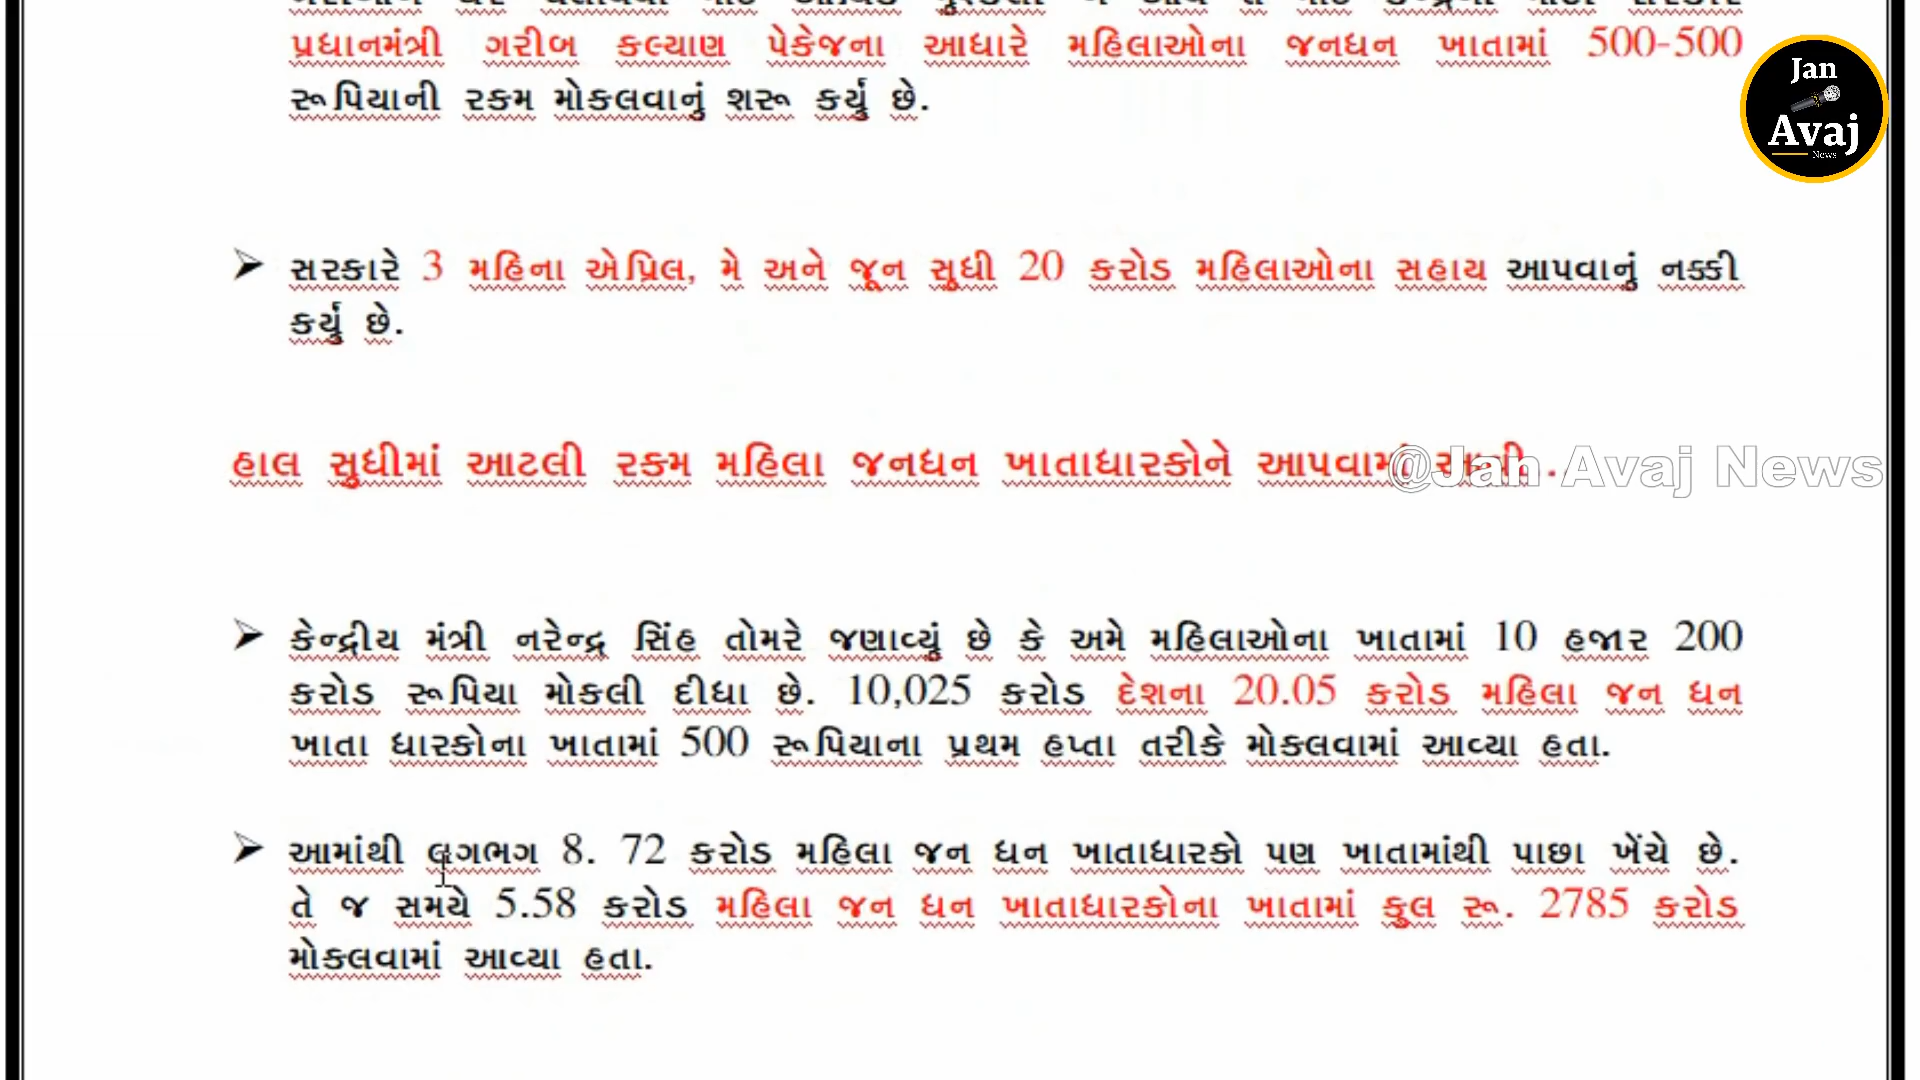 પ્રધાનમંત્રી ગરીબ કલ્યાણ પેકેજના આધારે મહિલાઓના જનધન ખાતામાં 500-500
રૂપિયાની રકમ મોકલવાનું શરૂ કર્યું છે.
Jan
Avaj
News
➤ સરકારે 3 મહિના એપ્રિલ, મે અને જૂન સુધી 20 કરોડ મહિલાઓના સહાય આપવાનું નક્કી
કર્યું છે.
હાલ સુધીમાં આટલી રકમ મહિલા જનધન ખાતાધારકોને આપવામાં આવી..
@Jan Avaj News
➤ કેન્દ્રીય મંત્રી નરેન્દ્ર સિંહ તોમરે જણાવ્યું છે કે અમે મહિલાઓના ખાતામાં 10 હજાર 200
કરોડ રૂપિયા મોકલી દીધા છે. 10,025 કરોડ દેશના 20.05 કરોડ મહિલા જન ધન
ખાતા ધારકોના ખાતામાં 500 રૂપિયાના પ્રથમ હપ્તા તરીકે મોકલવામાં આવ્યા હતા.
➤ આમાંથી લગભગ 8. 72 કરોડ મહિલા જન ધન ખાતાધારકો પણ ખાતામાંથી પાછા ખેંચે છે.
તે જ સમયે 5.58 કરોડ મહિલા જન ધન ખાતાધારકોના ખાતામાં કુલ રૂ. 2785 કરોડ
મોકલવામાં આવ્યા હતા.